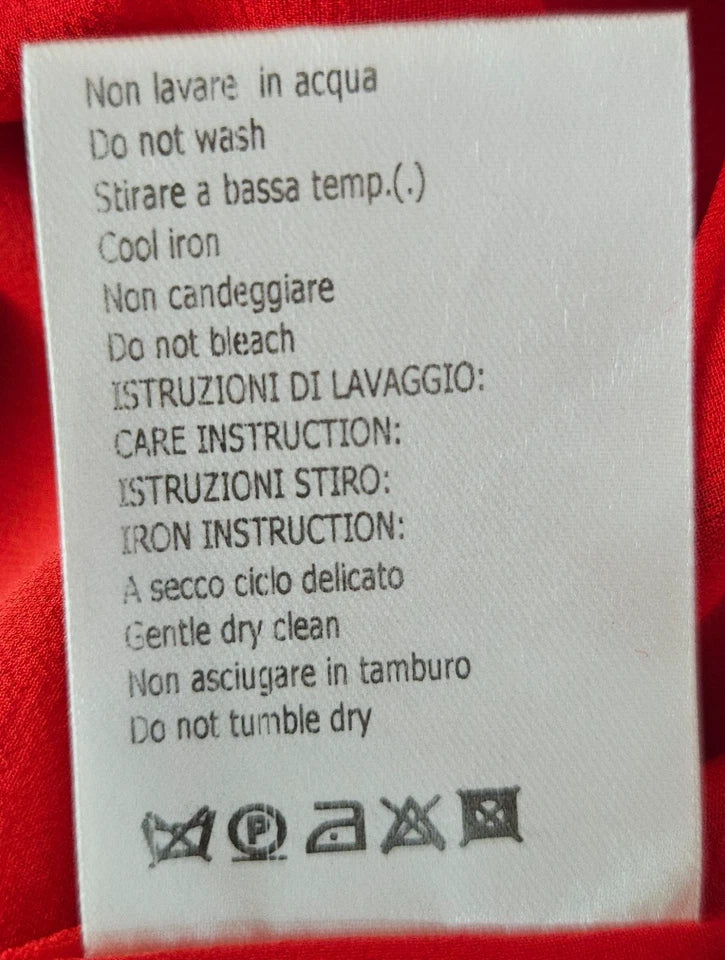 Non lavare in acqua
Do not wash
Stirare a bassa temp.(.)
Cool iron
Non candeggiare
Do not bleach
ISTRUZIONI DI LAVAGGIO:
CARE INSTRUCTION:
ISTRUZIONI STIRO:
IRON INSTRUCTION:
A secco ciclo delicato
Gentle dry clean
Non asciugare in tamburo
Do not tumble dry
P